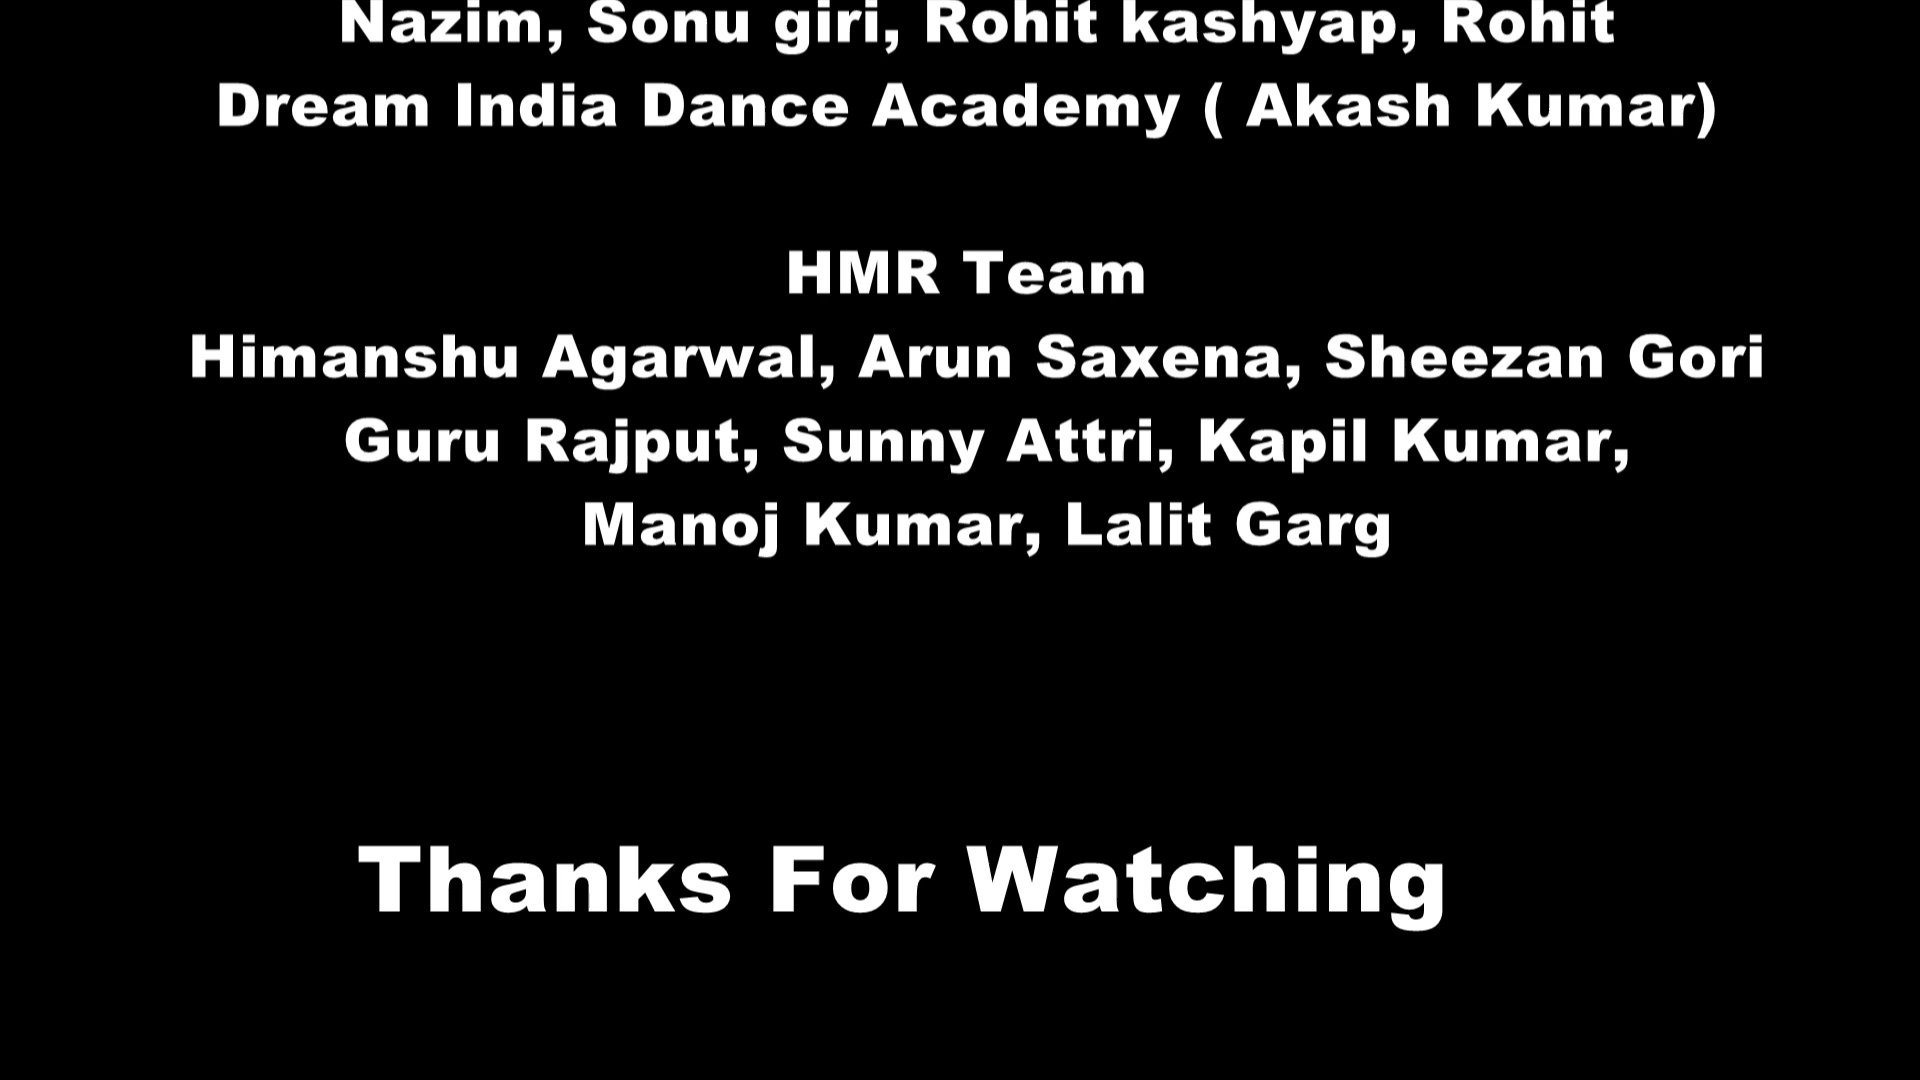 Nazim, Sonu giri, Rohit kashyap, Rohit
Dream India Dance Academy ( Akash Kumar)
HMR Team
Himanshu Agarwal, Arun Saxena, Sheezan Gori
Guru Rajput, Sunny Attri, Kapil Kumar,
Manoj Kumar, Lalit Garg
Thanks For Watching